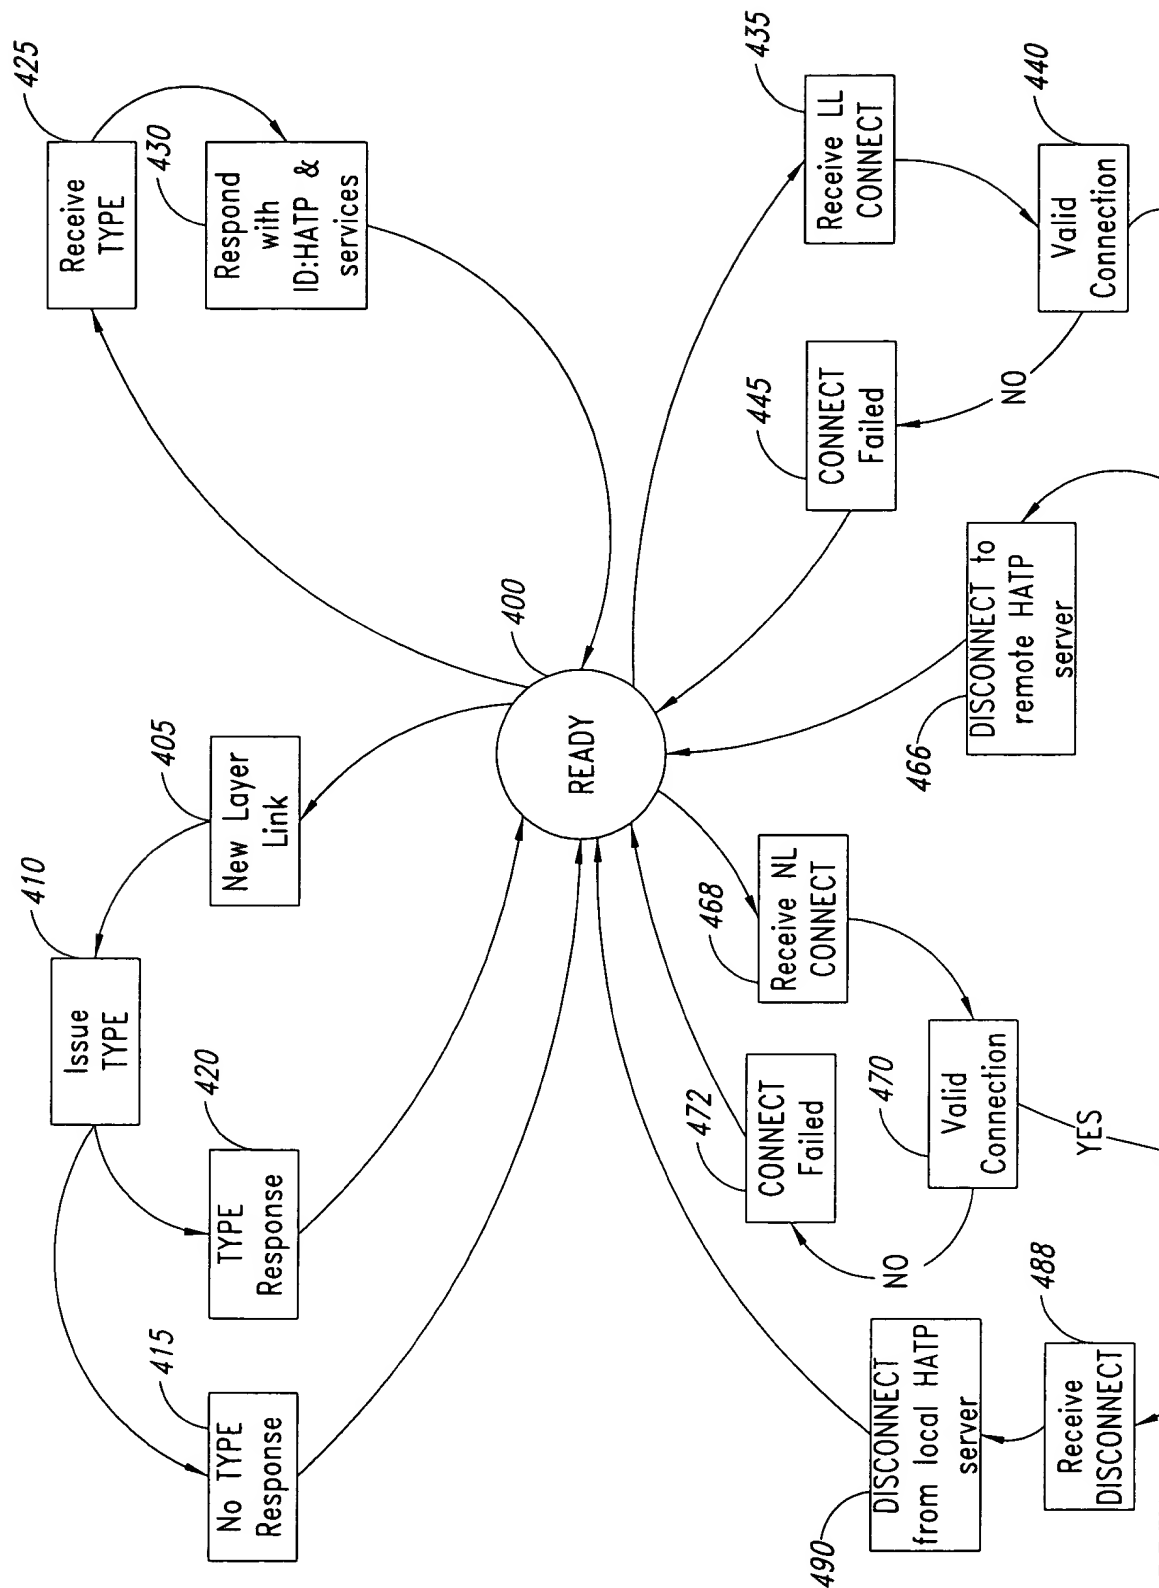 425
Receive
TYPE
430
Respond
with
ID:HATP &
services
405
New Layer
Link
410
Issue
TYPE
420
TYPE
Response
415
No TYPE
Response
400
READY
435
Receive LL
CONNECT
440
Valid
Connection
NO
445
CONNECT
Failed
466
DISCONNECT to
remote HATP
server
468
Receive NL
CONNECT
470
Valid
Connection
YES
NO
472
CONNECT
Failed
488
Receive
DISCONNECT
490
DISCONNECT
from local HATP
server